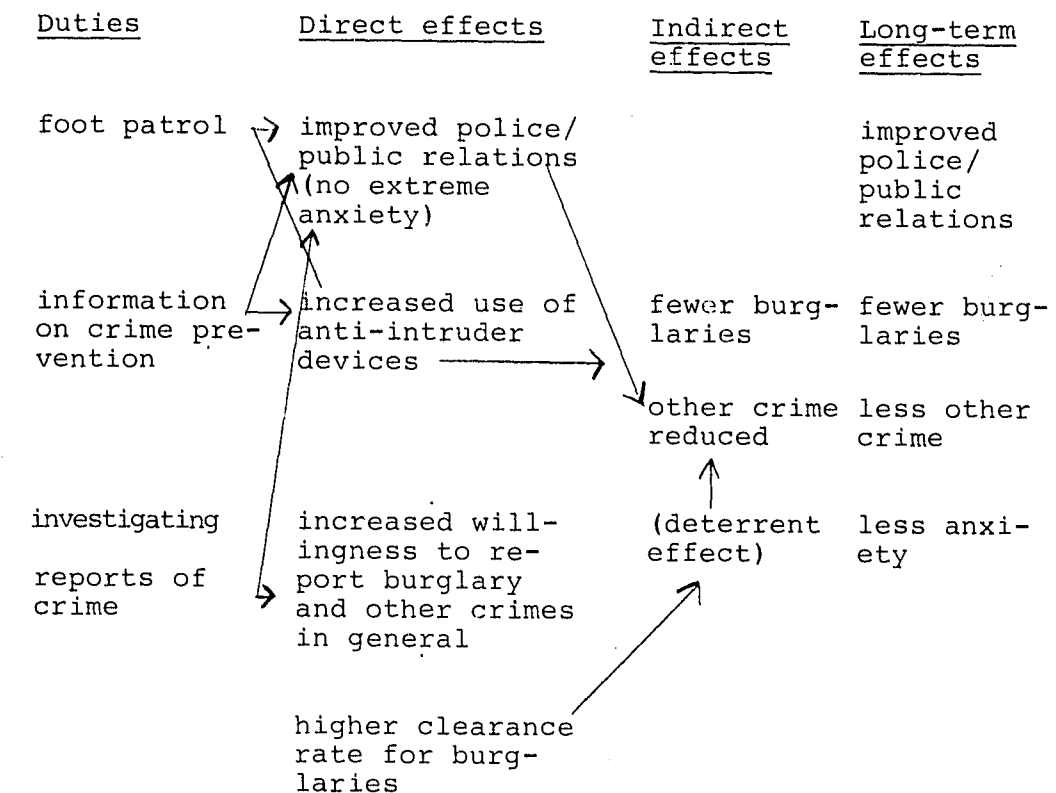 Duties
Direct effects
Indirect
effects
Long-term
effects
foot patrol
improved police/
public relations
(no extreme
anxiety)
improved
police/
public
relations
information
on crime pre-
vention
increased use of
anti-intruder
devices
fewer burg-
laries
fewer burg-
laries
other crime
reduced
less other
crime
investigating
reports of
crime
increased will-
ingness to re-
port burglary
and other crimes
in general
(deterrent
effect)
less anxi-
ety
higher clearance
rate for burg-
laries